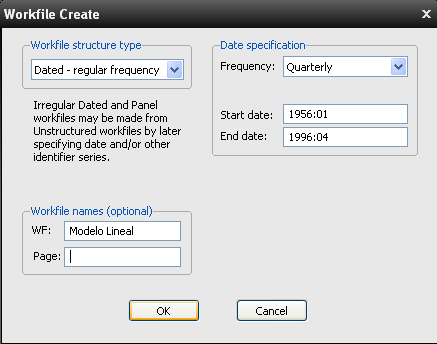 Workfile Create
Workfile structure type
Dated - regular frequency
Irregular Dated and Panel
workfiles may be made from
Unstructured workfiles by later
specifying date and/or other
identifier series.
Date specification
Frequency: Quarterly
Start date: 1956:01
End date: 1996:04
Workfile names (optional)
WF: Modelo Lineal
Page:
OK Cancel